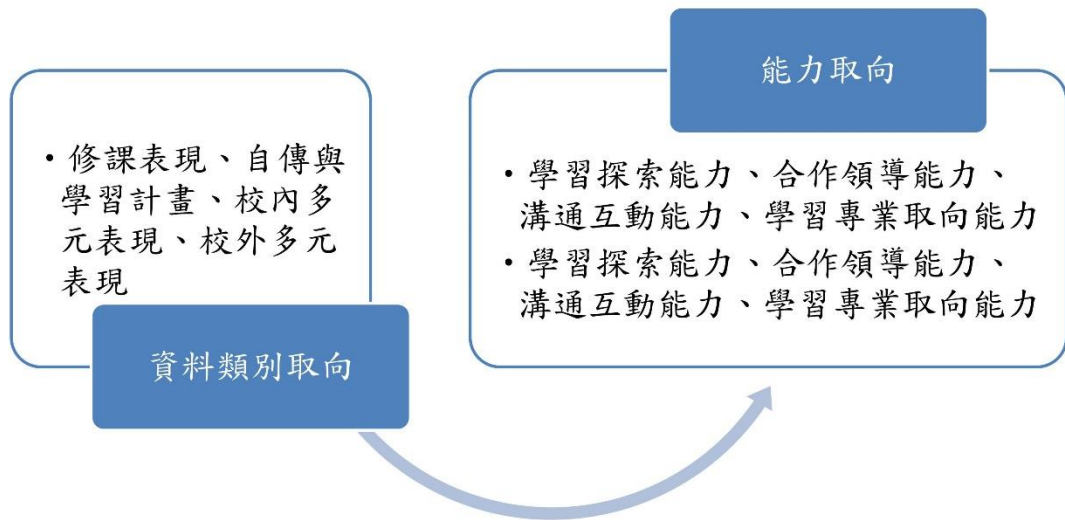 • 修課表現、自傳與
學習計畫、校內多
元表現、校外多元
表現
資料類別取向
能力取向
• 學習探索能力、合作領導能力、
溝通互動能力、學習專業取向能力
• 學習探索能力、合作領導能力、
溝通互動能力、學習專業取向能力